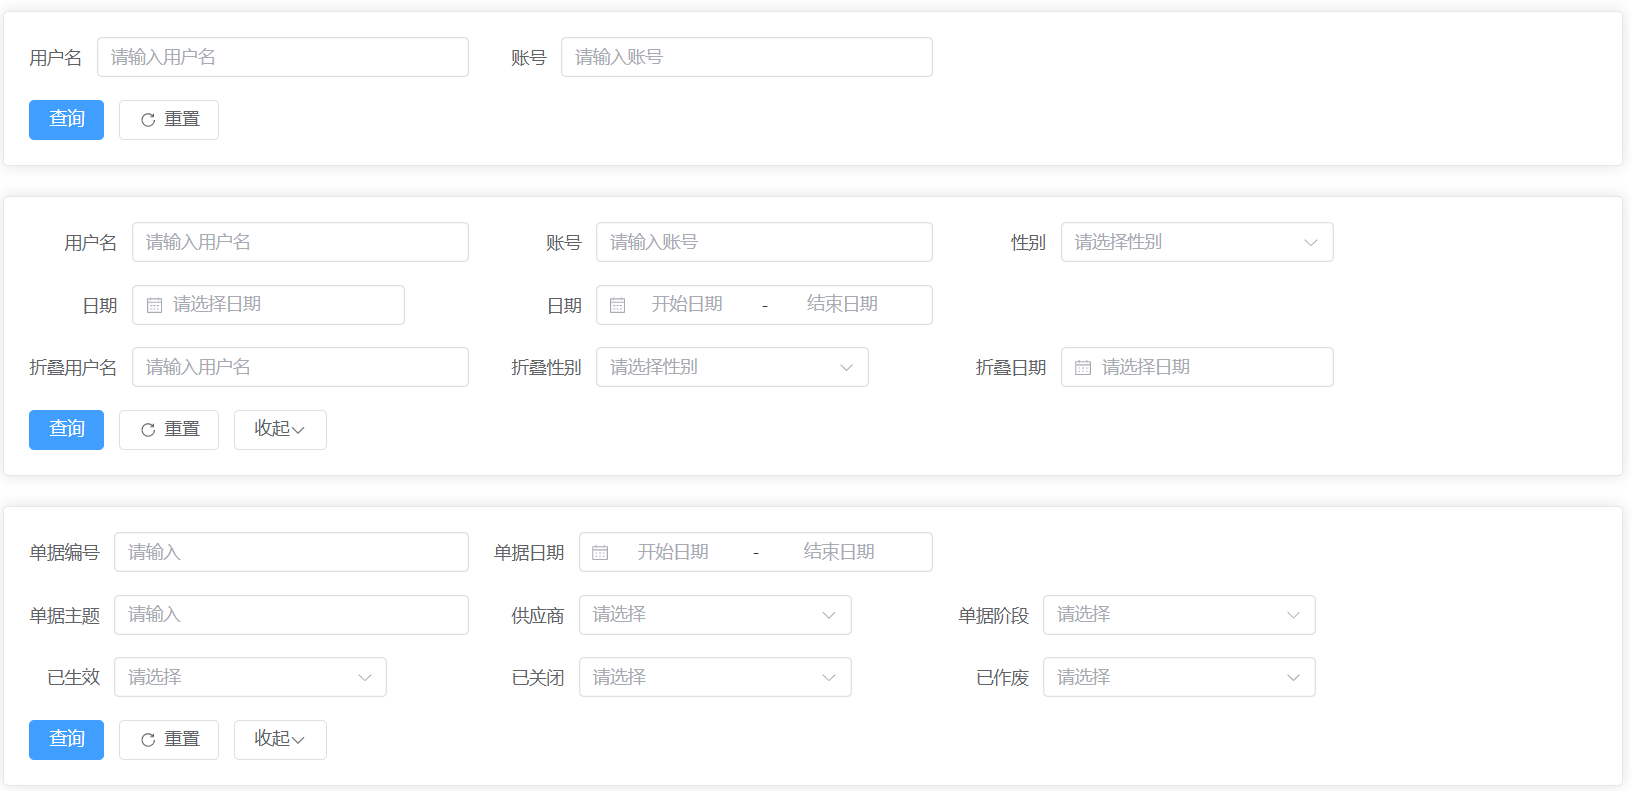 用户名 请输入用户名 账号 请输入账号
查询 重置
用户名 请输入用户名 账号 请输入账号 性别 请选择性别
日期 请选择日期 日期 开始日期 - 结束日期
折叠用户名 请输入用户名 折叠性别 请选择性别 折叠日期 请选择日期
查询 重置 收起
单据编号 请输入 单据日期 开始日期 - 结束日期
单据主题 请输入 供应商 请选择 单据阶段 请选择
已生效 请选择 已关闭 请选择 已作废 请选择
查询 重置 收起